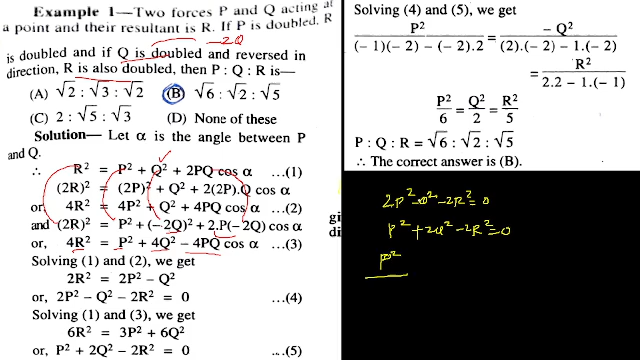 Example 1— Two forces P and Q acting at
a point and their resultant is R. If P is doubled, R
is doubled and if Q is doubled and reversed in
2Q
direction, R is also doubled, then P : Q : R is—
(A) √2 : √3 : √2 (B) √6 : √2 : √5
(C) 2 : √5 : √3 (D) None of these
Solution— Let α is the angle between P
and Q.
∴ R² = P² + Q² + 2PQ cos α ...(1)
(2R)² = (2P)² + Q² + 2(2P).Q cos α
or 4R² = 4P² + Q² + 4PQ cos α ...(2)
and (2R)² = P² + (−2Q)² + 2.P(−2Q) cos α
or, 4R² = P² + 4Q² − 4PQ cos α ...(3)
Solving (1) and (2), we get
2R² = 2P² − Q²
or, 2P² − Q² − 2R² = 0 ....(4)
Solving (1) and (3), we get
6R² = 3P² + 6Q²
or, P² + 2Q² − 2R² = 0 ....(5)
Solving (4) and (5), we get
P² / (−1)(−2) − (−2).2 = −Q² / (2).(−2) − 1.(−2)
= R² / 2.2 − 1.(−1)
P²/6 = Q²/2 = R²/5
P : Q : R = √6 : √2 : √5
∴ The correct answer is (B).
2P² − Q² − 2R² = 0
P² + 2Q² − 2R² = 0
P²